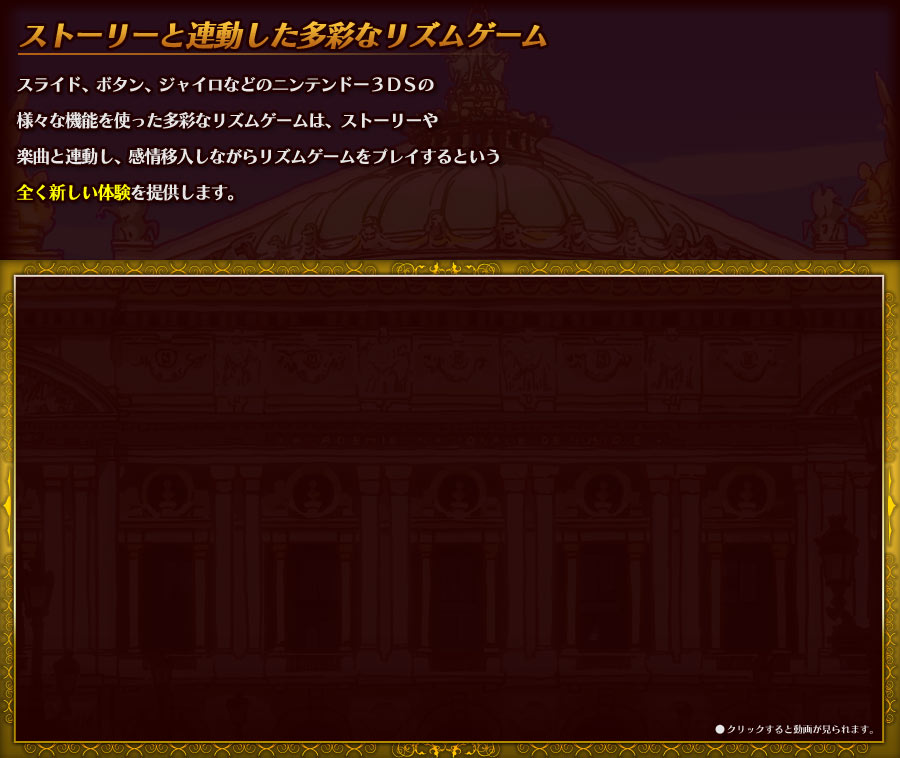 ストーリーと連動した多彩なリズムゲーム
スライド、ボタン、ジャイロなどのニンテンドー３ＤＳの
様々な機能を使った多彩なリズムゲームは、ストーリーや
楽曲と連動し、感情移入しながらリズムゲームをプレイするという
全く新しい体験を提供します。
●クリックすると動画が見られます。